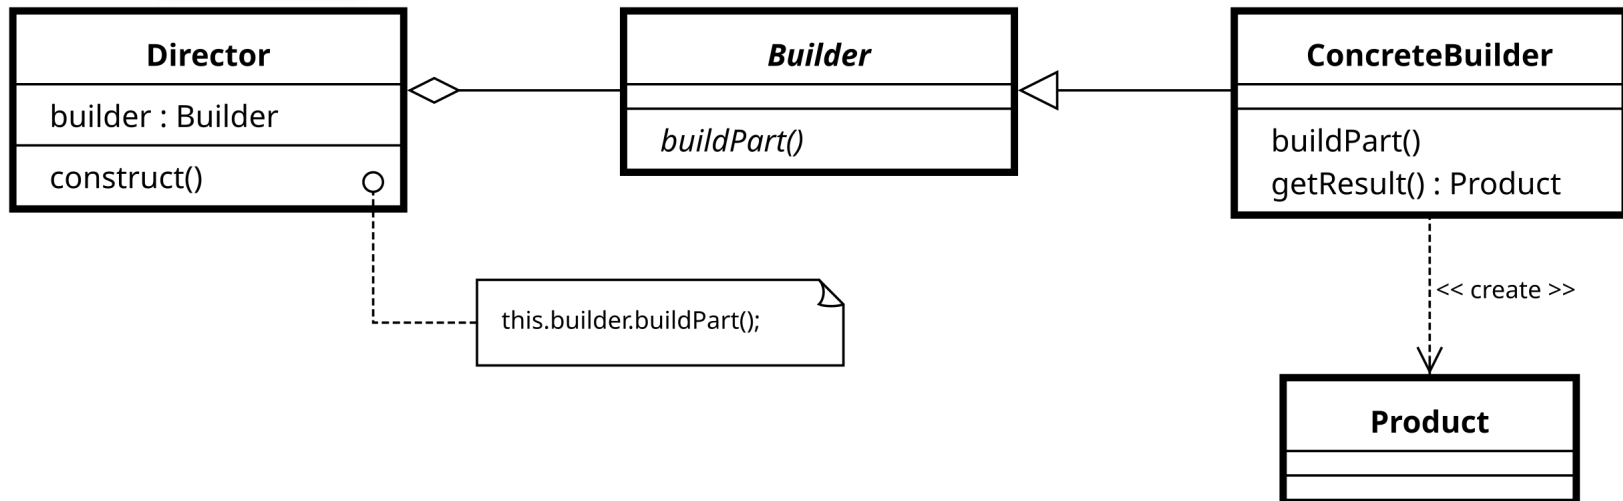 Director
builder : Builder
construct()
this.builder.buildPart();
Builder
buildPart()
ConcreteBuilder
buildPart()
getResult() : Product
<< create >>
Product